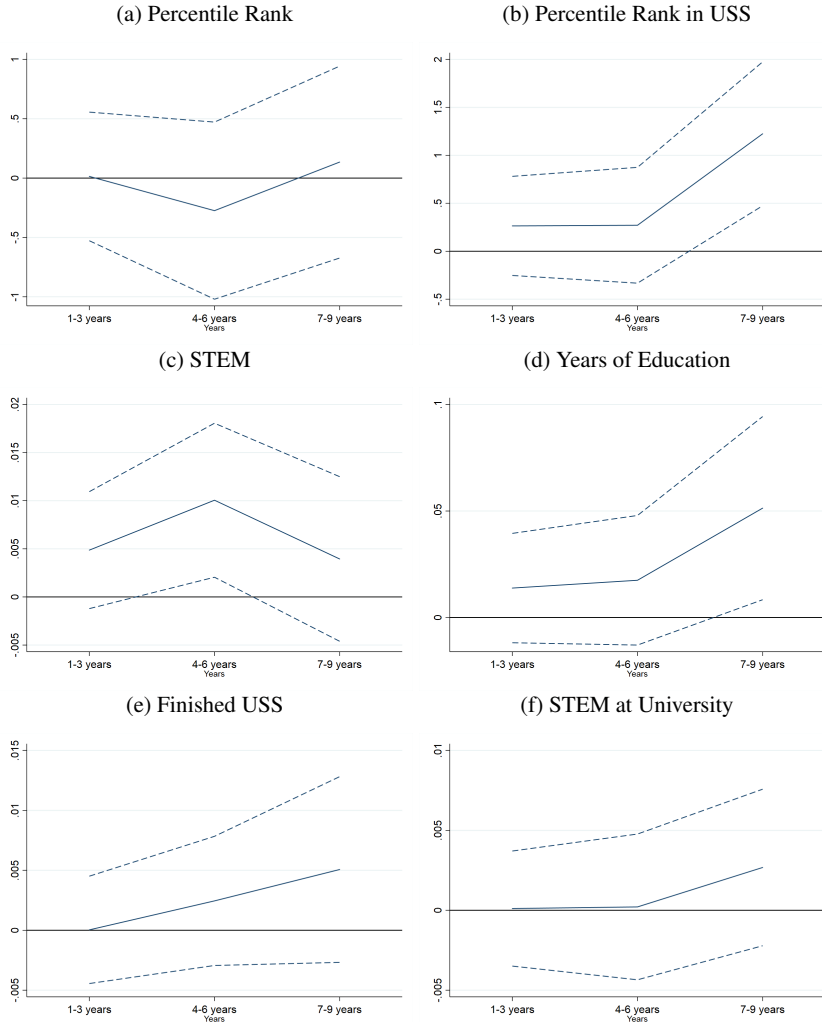 (a) Percentile Rank
1
.5
0
-.5
-1
1-3 years
4-6 years
7-9 years
Years
(b) Percentile Rank in USS
2
1.5
1
.5
0
-.5
1-3 years
4-6 years
7-9 years
Years
(c) STEM
.02
.015
.01
.005
0
-.005
1-3 years
4-6 years
7-9 years
Years
(d) Years of Education
.1
.05
0
1-3 years
4-6 years
7-9 years
Years
(e) Finished USS
.015
.01
.005
0
-.005
1-3 years
4-6 years
7-9 years
Years
(f) STEM at University
.01
.005
0
-.005
1-3 years
4-6 years
7-9 years
Years